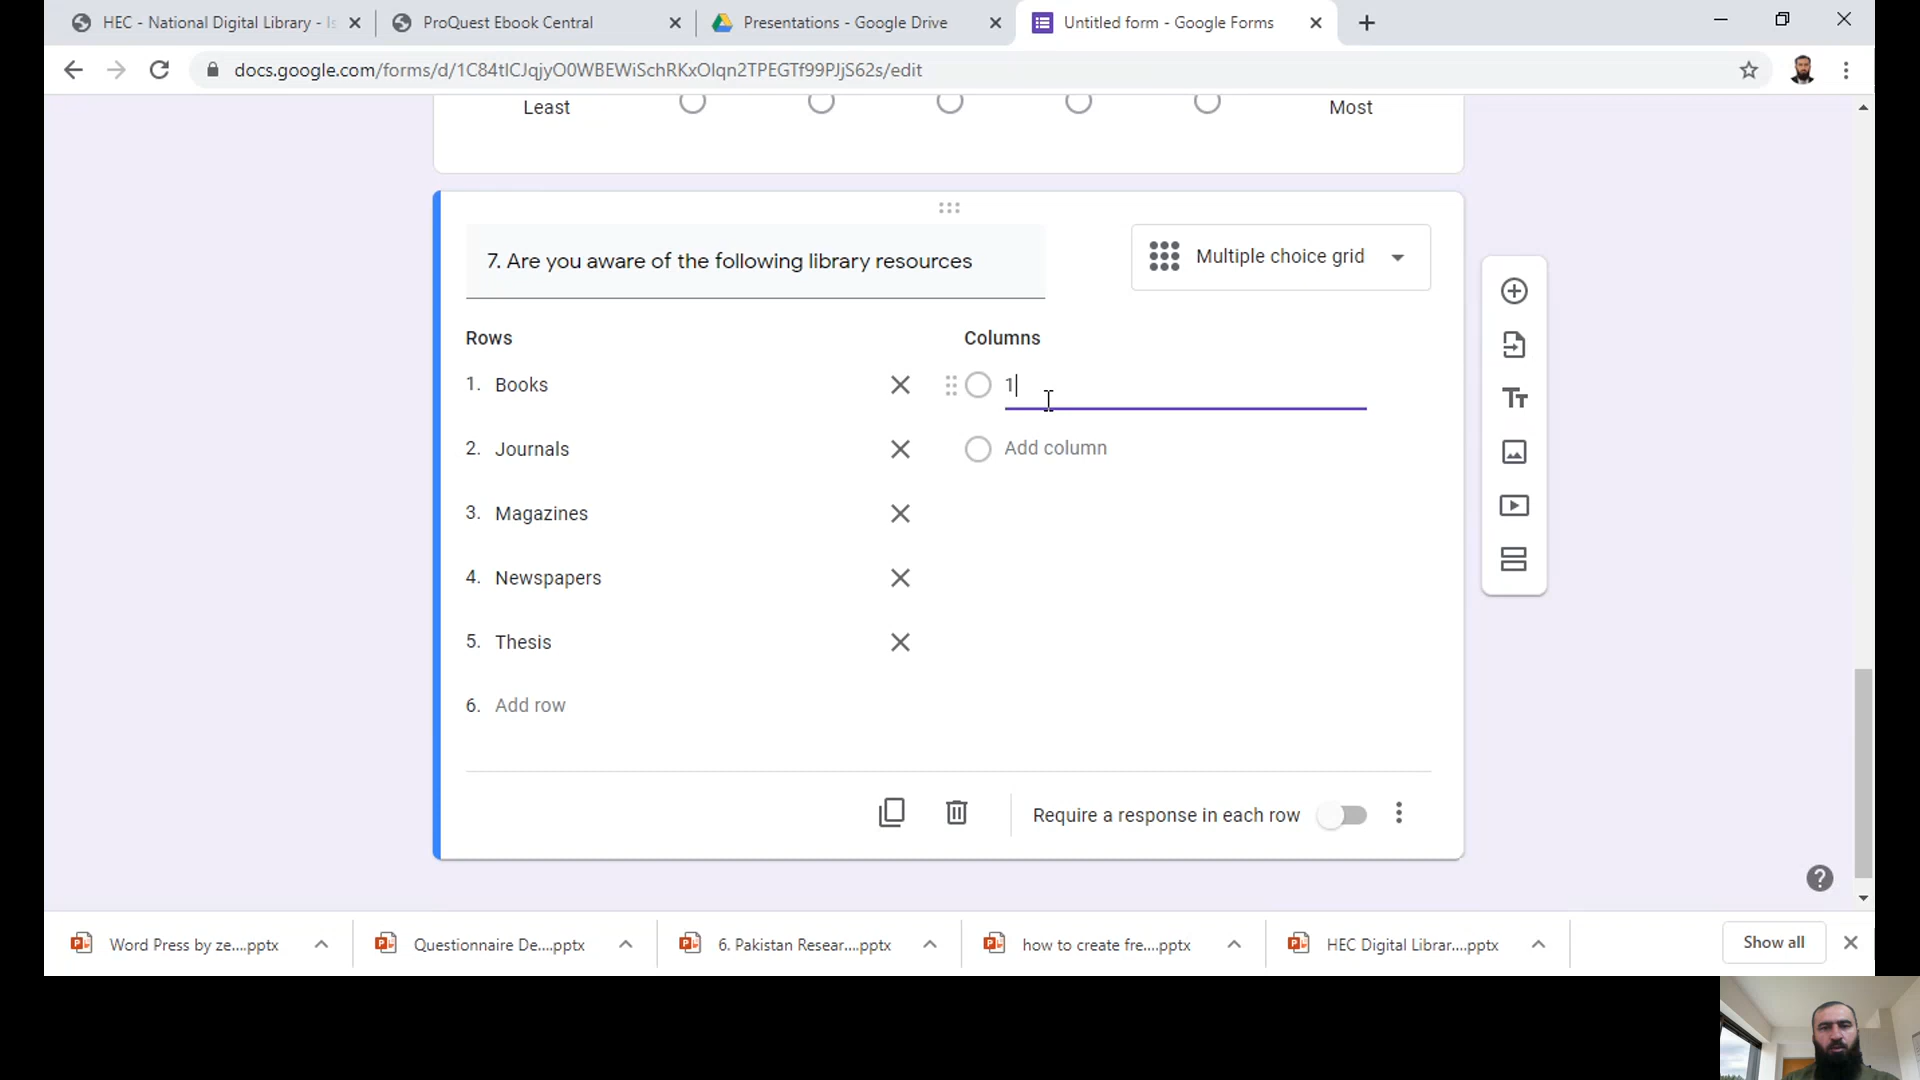 HEC - National Digital Library - Is
ProQuest Ebook Central
Presentations - Google Drive
Untitled form - Google Forms
docs.google.com/forms/d/1C84tlCJqjyO0WBEWiSchRKxOlqn2TPEGTf99PJjS62s/edit
Least
Most
7. Are you aware of the following library resources
Multiple choice grid
Rows
Columns
1. Books
1
2. Journals
Add column
3. Magazines
4. Newspapers
5. Thesis
6. Add row
Require a response in each row
Word Press by ze....pptx
Questionnaire De....pptx
6. Pakistan Resear....pptx
how to create fre....pptx
HEC Digital Librar....pptx
Show all